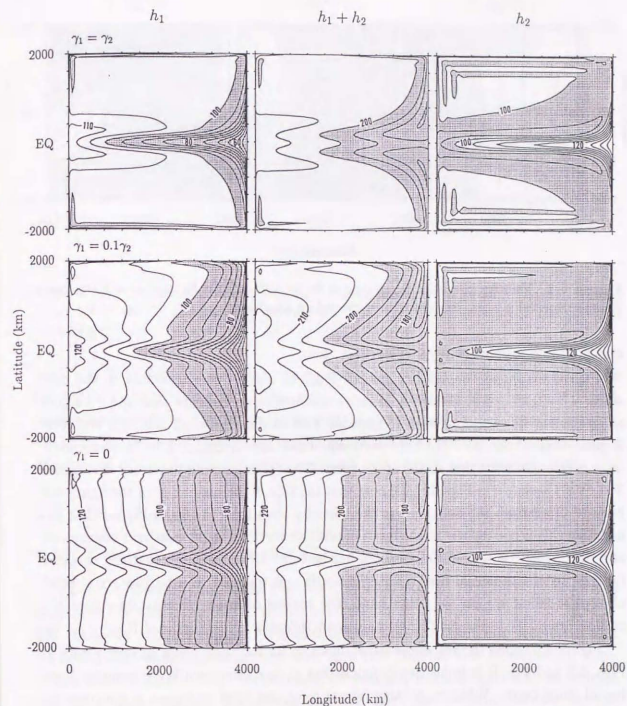 h₁ h₁ + h₂ h₂
γ₁ = γ₂
2000
EQ
-2000
110 100 80 200 100 100 120
γ₁ = 0.1γ₂
2000
EQ
-2000
120 100 80 210 200 180 100 120
γ₁ = 0
2000
EQ
-2000
120 100 80 220 200 180 100 120
0 2000 4000 2000 4000 2000 4000
Latitude (km)
Longitude (km)